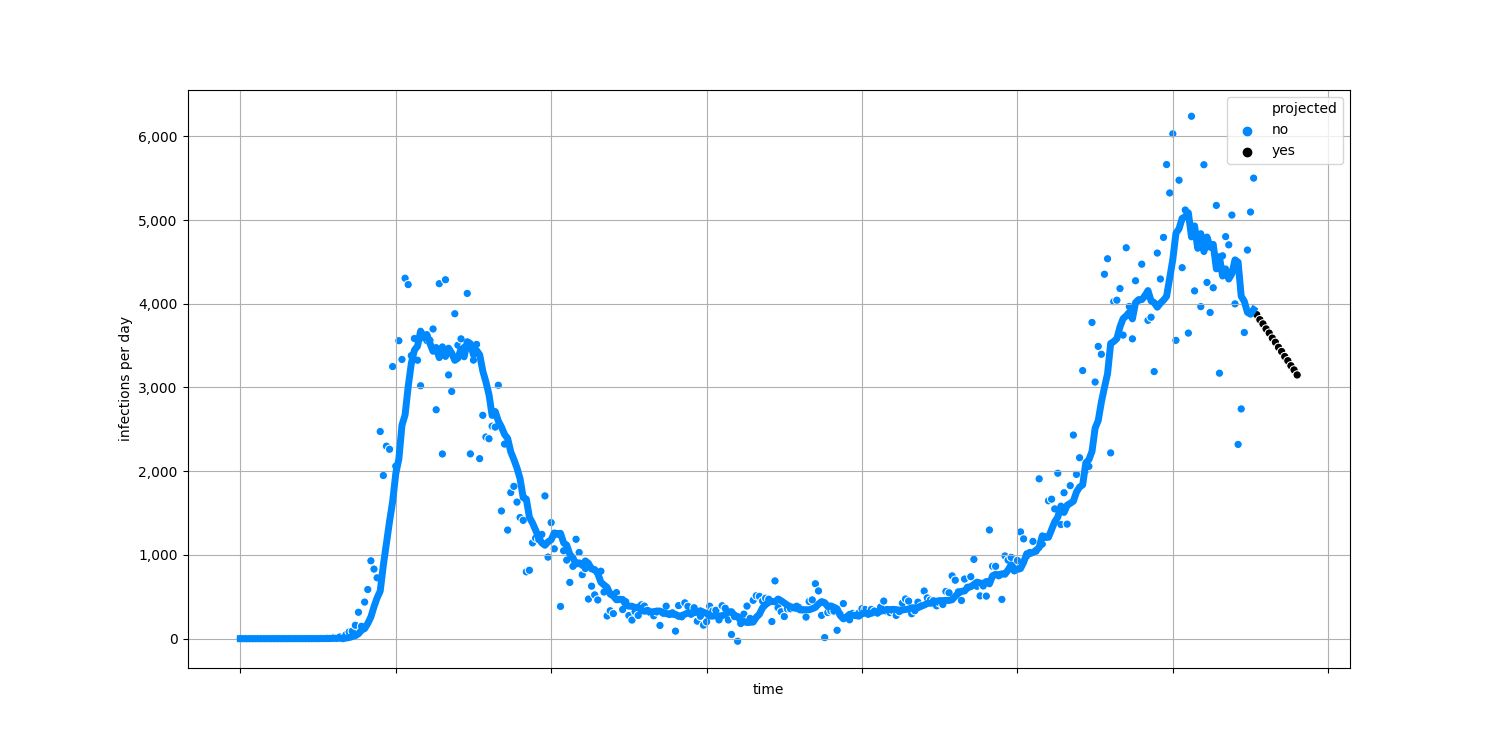 projected
no
yes
6,000
5,000
4,000
3,000
2,000
1,000
0
infections per day
time